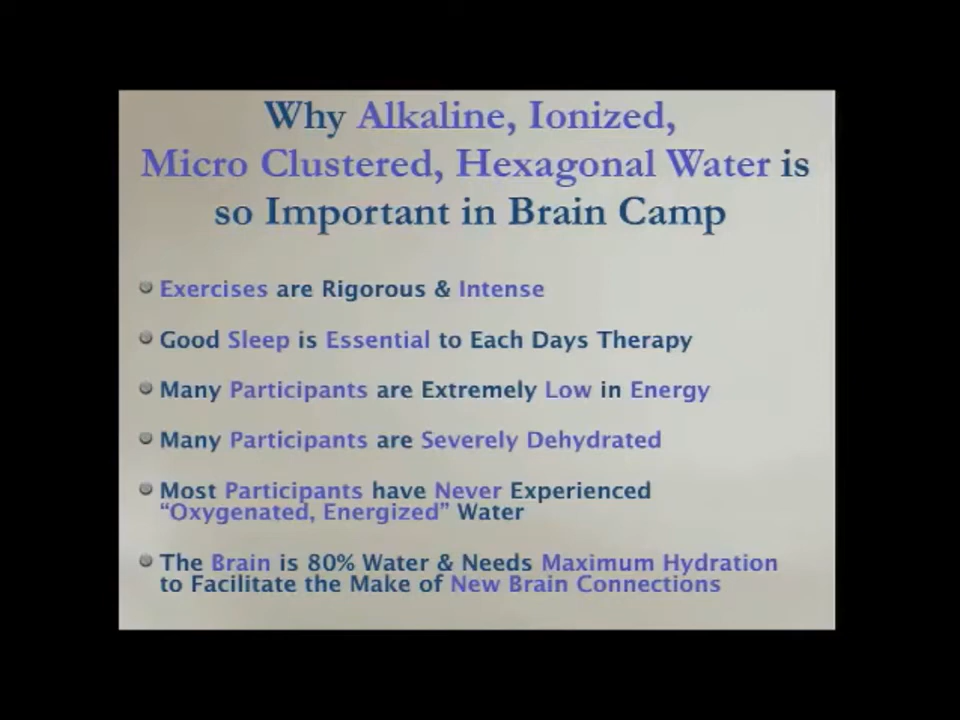 Why Alkaline, Ionized,
Micro Clustered, Hexagonal Water is
so Important in Brain Camp
Exercises are Rigorous & Intense
Good Sleep is Essential to Each Days Therapy
Many Participants are Extremely Low in Energy
Many Participants are Severely Dehydrated
Most Participants have Never Experienced
“Oxygenated, Energized” Water
The Brain is 80% Water & Needs Maximum Hydration
to Facilitate the Make of New Brain Connections